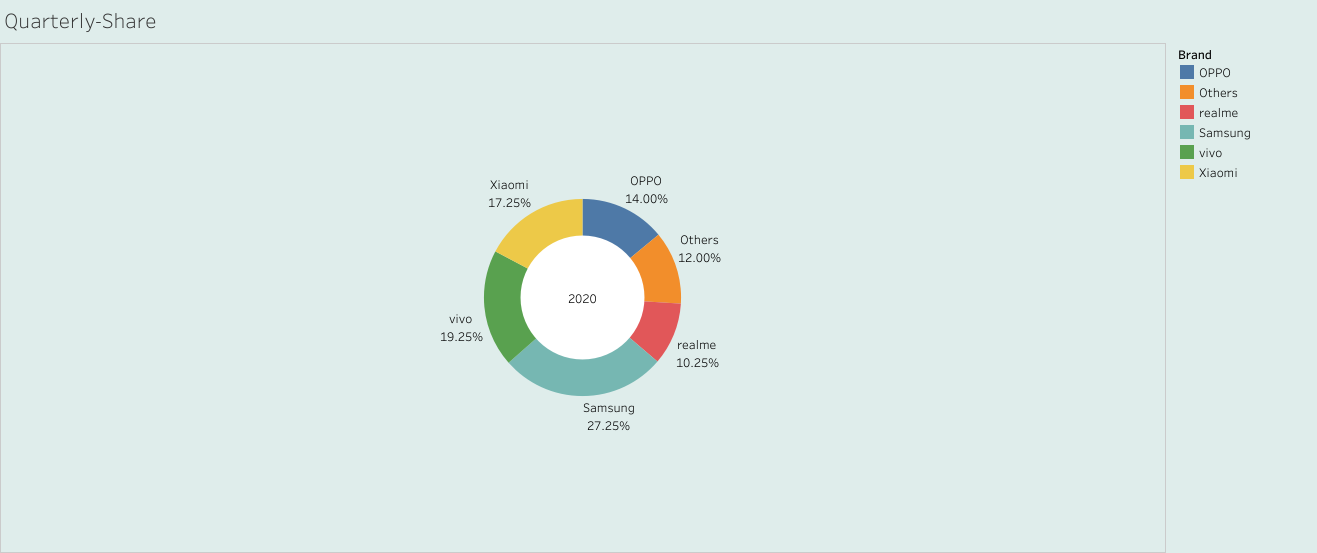 Quarterly-Share
Xiaomi
17.25%
OPPO
14.00%
Others
12.00%
2020
vivo
19.25%
realme
10.25%
Samsung
27.25%
Brand
OPPO
Others
realme
Samsung
vivo
Xiaomi